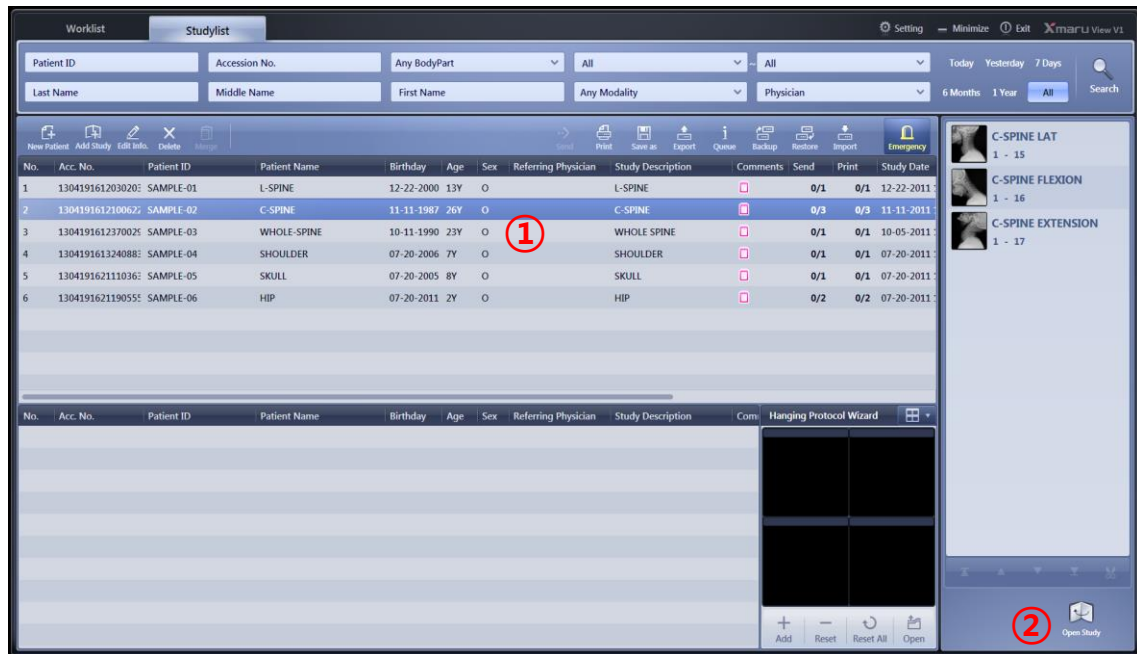 Worklist Studylist Setting Minimize Exit Xmaru View V1
Patient ID Accession No. Any BodyPart All ~ All Today Yesterday 7 Days
Last Name Middle Name First Name Any Modality Physician 6 Months 1 Year All Search
New Patient Add Study Edit Info. Delete Merge Send Print Save as Export Queue Backup Restore Import Emergency
No. Acc. No. Patient ID Patient Name Birthday Age Sex Referring Physician Study Description Comments Send Print Study Date
1 130419161203020 SAMPLE-01 L-SPINE 12-22-2000 13Y O L-SPINE 0/1 0/1 12-22-2011
2 130419161210062 SAMPLE-02 C-SPINE 11-11-1987 26Y O C-SPINE 0/3 0/3 11-11-2011
3 130419161237002 SAMPLE-03 WHOLE-SPINE 10-11-1990 23Y O WHOLE SPINE 0/1 0/1 10-05-2011
4 130419161324088 SAMPLE-04 SHOULDER 07-20-2006 7Y O SHOULDER 0/1 0/1 07-20-2011
5 130419162111036 SAMPLE-05 SKULL 07-20-2005 8Y O SKULL 0/1 0/1 07-20-2011
6 130419162119055 SAMPLE-06 HIP 07-20-2011 2Y O HIP 0/2 0/2 07-20-2011
①
C-SPINE LAT
1 - 15
C-SPINE FLEXION
1 - 16
C-SPINE EXTENSION
1 - 17
No. Acc. No. Patient ID Patient Name Birthday Age Sex Referring Physician Study Description Com Hanging Protocol Wizard
Add Reset Reset All Open
② Open Study